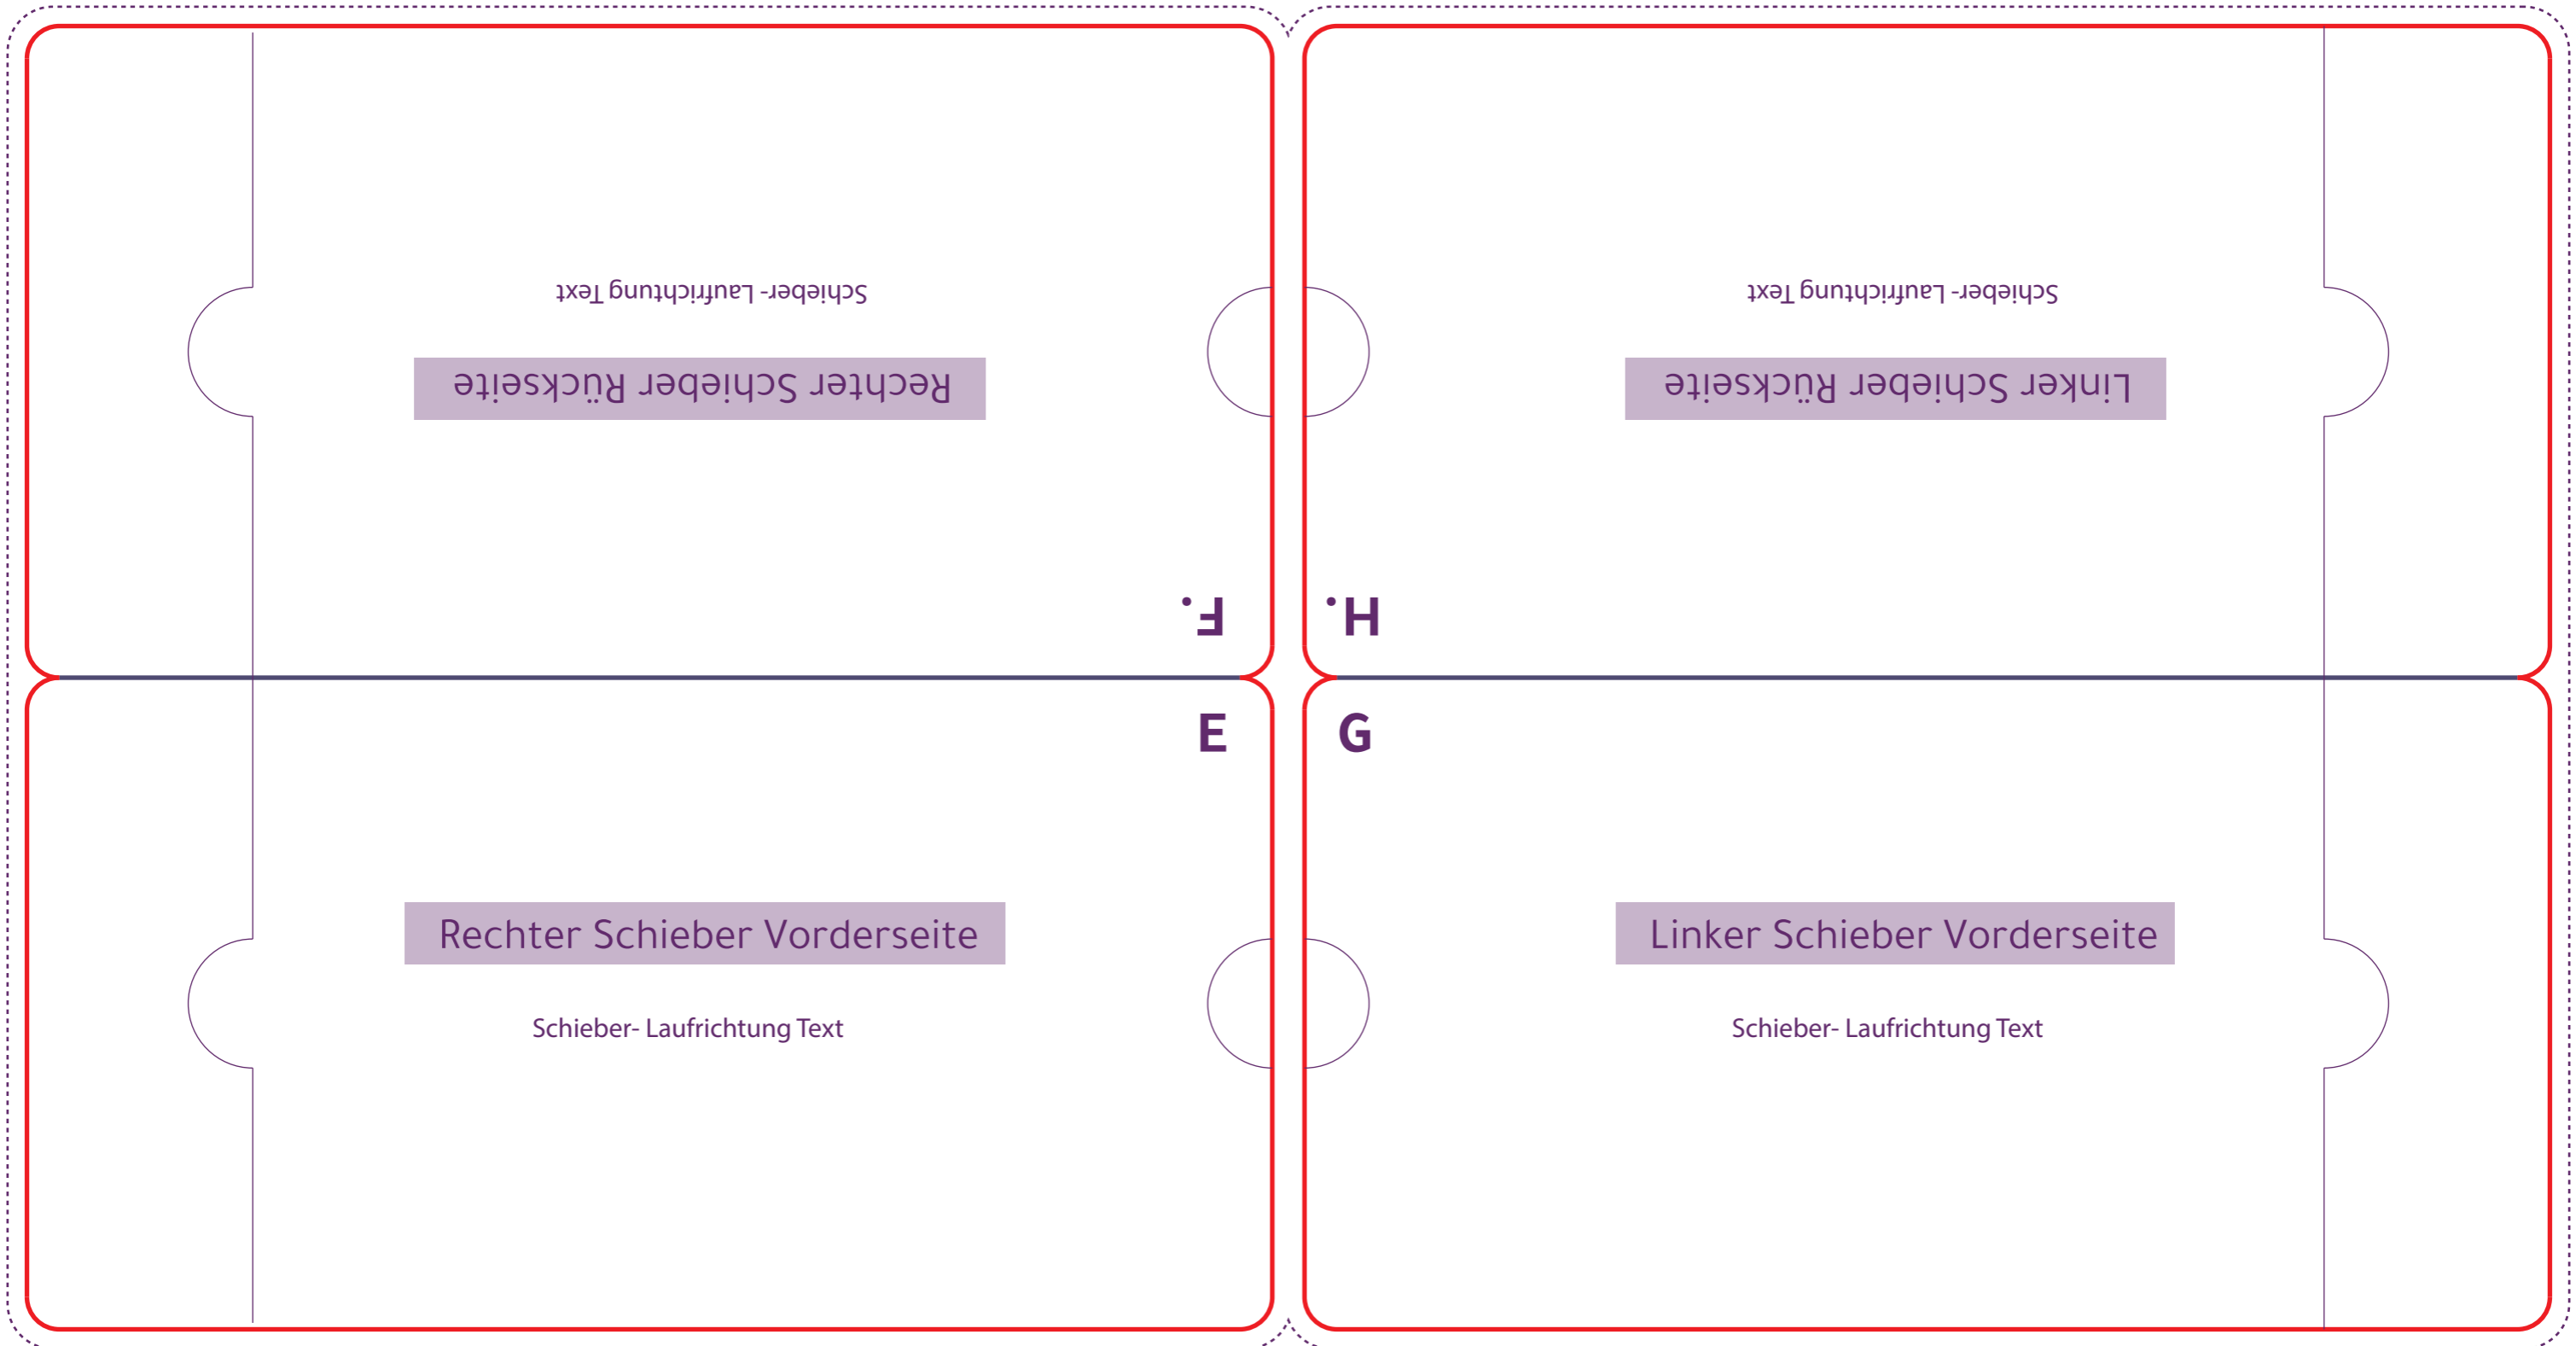 Schieber- Laufrichtung Text
Rechter Schieber Rückseite
F.
Schieber- Laufrichtung Text
Linker Schieber Rückseite
H.
E
Rechter Schieber Vorderseite
Schieber- Laufrichtung Text
G
Linker Schieber Vorderseite
Schieber- Laufrichtung Text